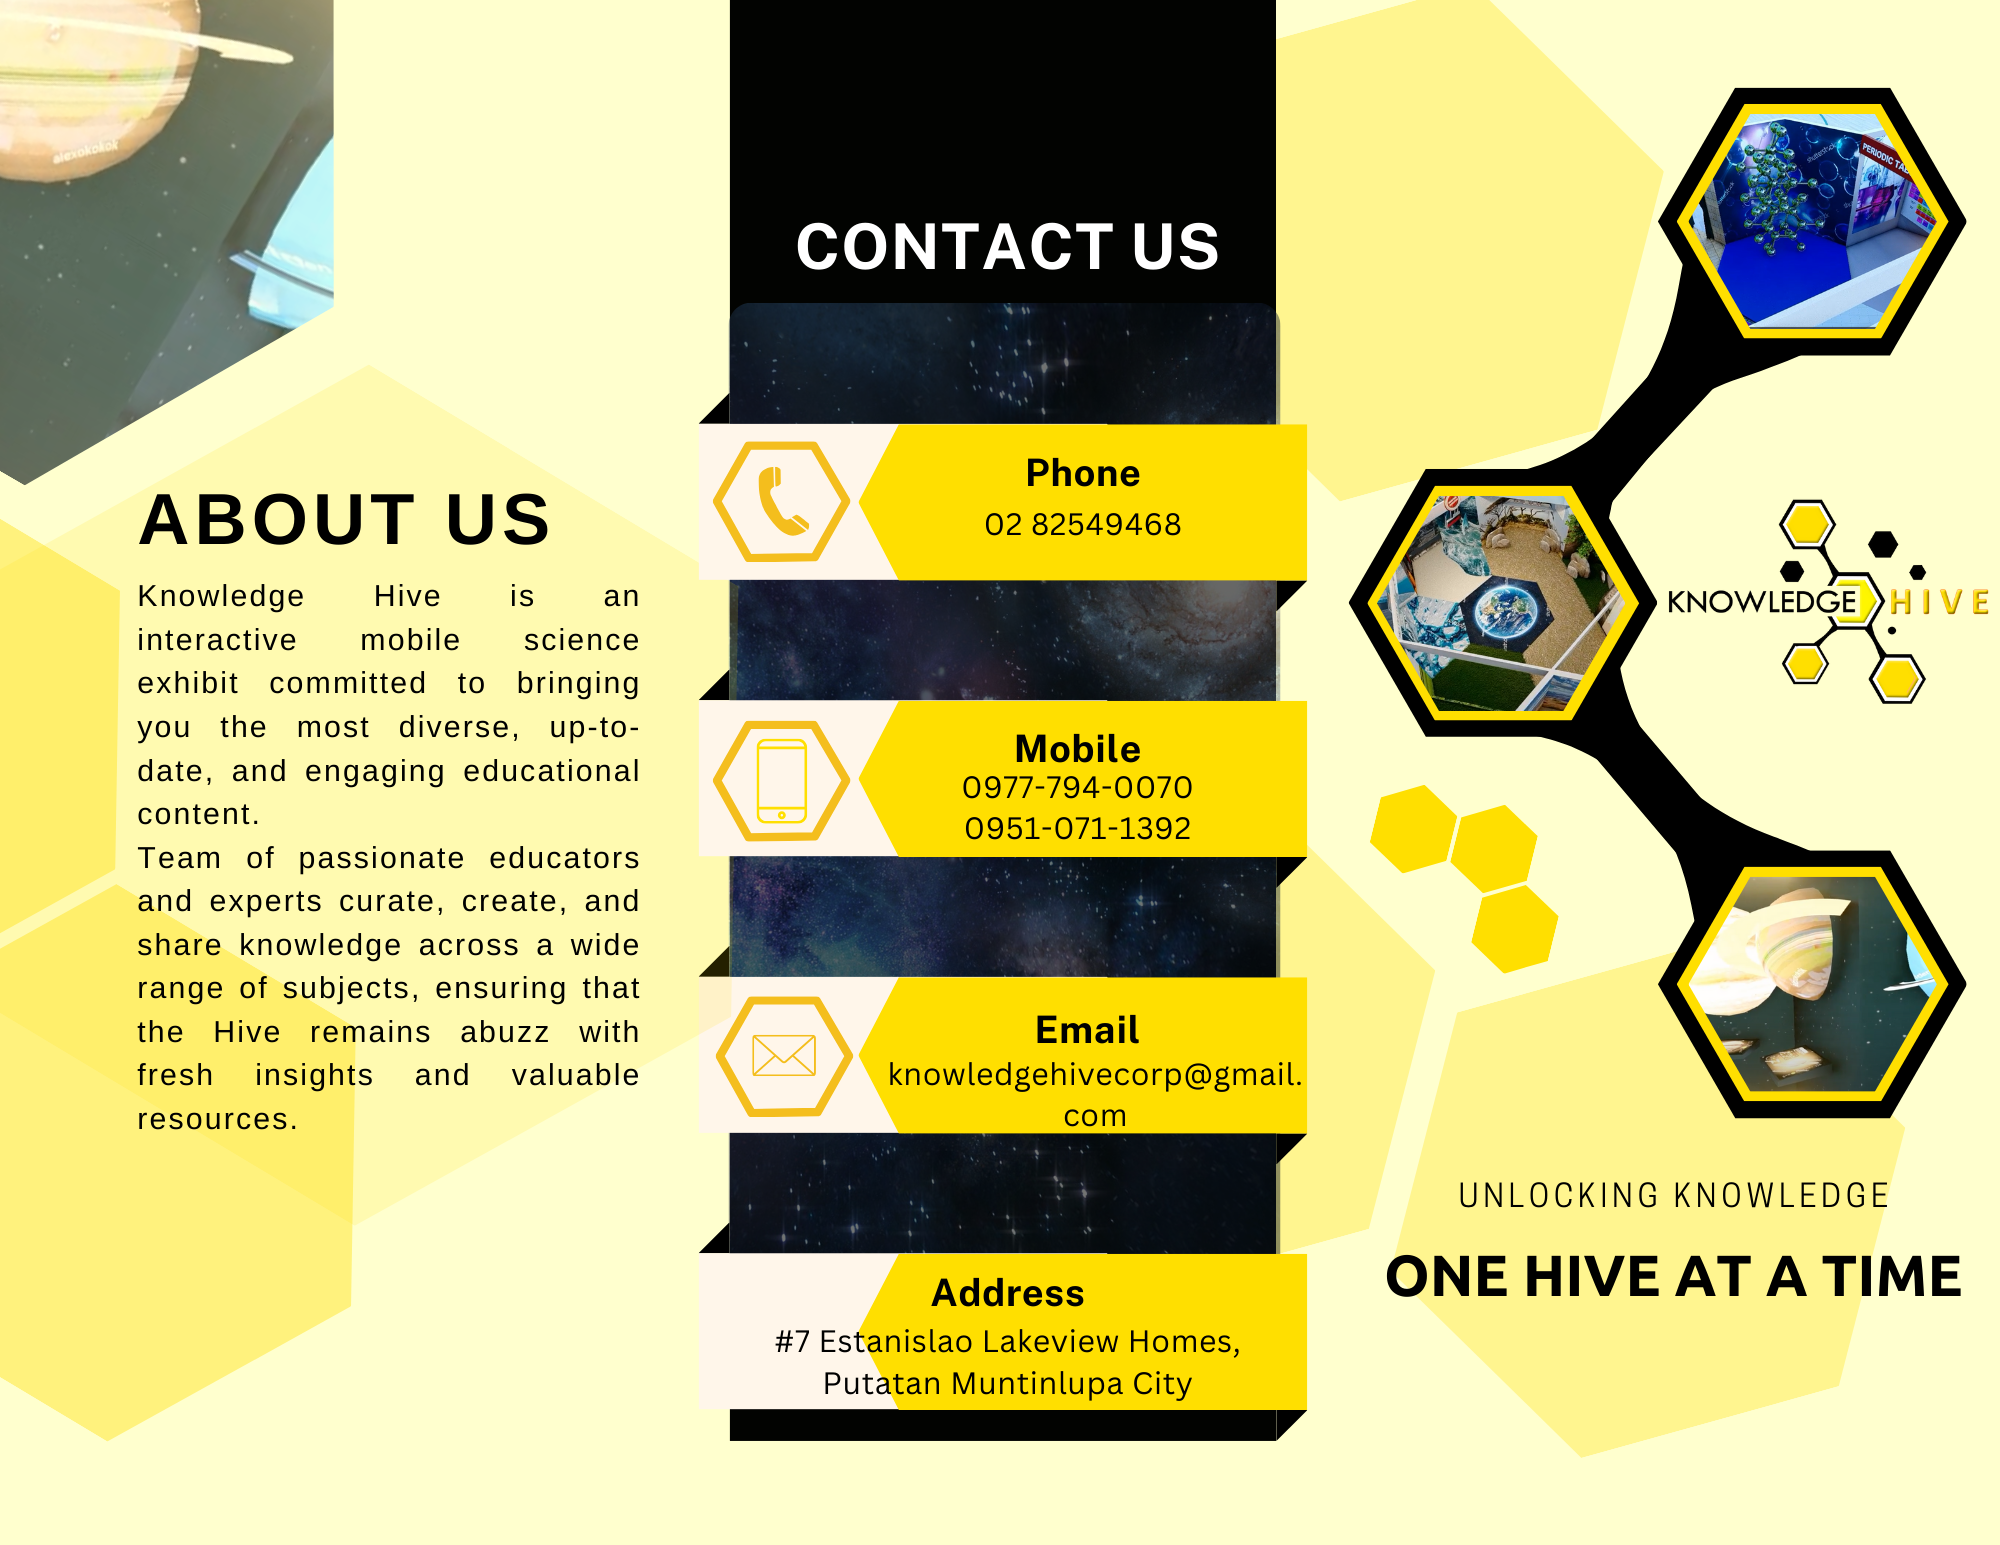 alexokokok
ABOUT US
Knowledge Hive is an
interactive mobile science
exhibit committed to bringing
you the most diverse, up-to-
date, and engaging educational
content.
Team of passionate educators
and experts curate, create, and
share knowledge across a wide
range of subjects, ensuring that
the Hive remains abuzz with
fresh insights and valuable
resources.
CONTACT US
Phone
02 82549468
Mobile
0977-794-0070
0951-071-1392
Email
knowledgehivecorp@gmail.
com
Address
#7 Estanislao Lakeview Homes,
Putatan Muntinlupa City
PERIODIC TAB
KNOWLEDGE HIVE
UNLOCKING KNOWLEDGE
ONE HIVE AT A TIME